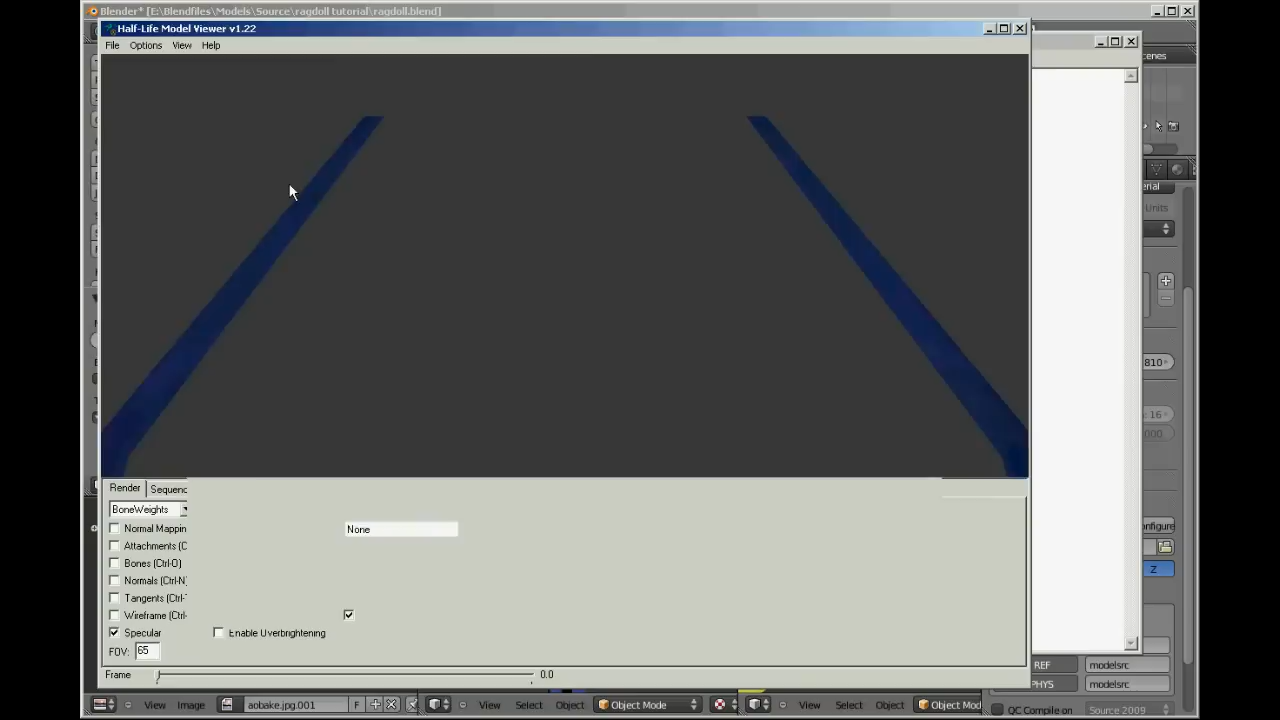 Blender* [E:\Blendfiles\Models\Source\ragdoll tutorial\ragdoll.blend]
Half-Life Model Viewer v1.22
File Options View Help
cenes
Units
810
16
000
Render Sequenc
BoneWeights
Normal Mappin
None
Attachments (C
Bones (Ctrl-O)
Normals (Ctrl-N)
Tangents (Ctrl-T
Wireframe (Ctrl-
Specular
Enable Overbrightening
FOV: 65
onfigure
Z
Frame 0.0
REF modelsrc
PHYS modelsrc
View Image aobake.jpg.001 F View Select Object Object Mode View Select Object Object Mod
QC Compile on Source 2009